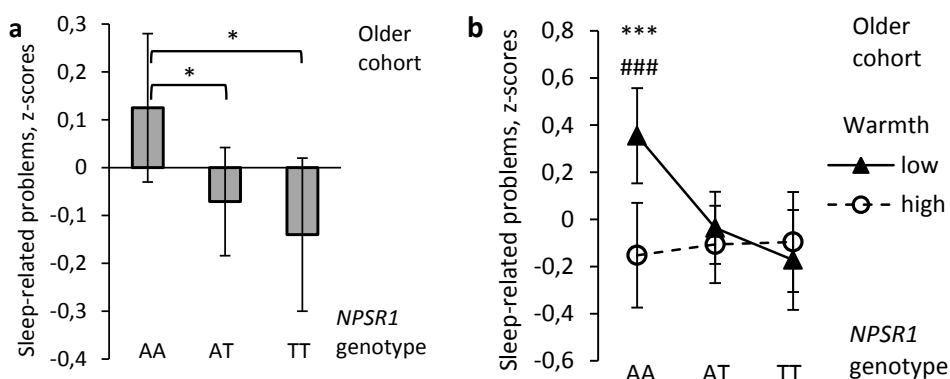 a
Sleep-related problems, z-scores
0,3
0,2
0,1
0
-0,1
-0,2
-0,3
-0,4
*
*
Older
cohort
AA AT TT
NPSR1
genotype
b
Sleep-related problems, z-scores
0,8
0,6
0,4
0,2
0
-0,2
-0,4
-0,6
***
###
Older
cohort
Warmth
low
high
AA AT TT
NPSR1
genotype